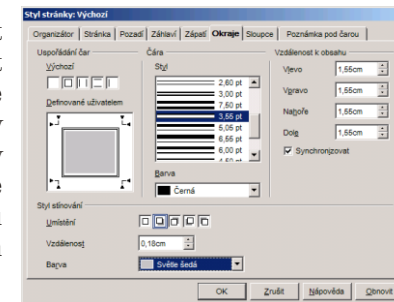 Styl stránky: Výchozí
Organizátor Stránka Pozadí Záhlaví Zápatí Okraje Sloupce Poznámka pod čarou
Uspořádání čar
Čára
Vzdálenost k obsahu
Výchozí
Styl
Vlevo 1,55cm
2,60 pt
3,00 pt
Vpravo 1,55cm
Definované uživatelem
7,50 pt
3,55 pt
Nahoře 1,55cm
5,05 pt
6,55 pt
Dole 1,55cm
6,00 pt
4,50 pt
Synchronizovat
Barva
Černá
Styl stínování
Umístění
Vzdálenost 0,18cm
Barva Světle šedá
OK Zrušit Nápověda Obnovit